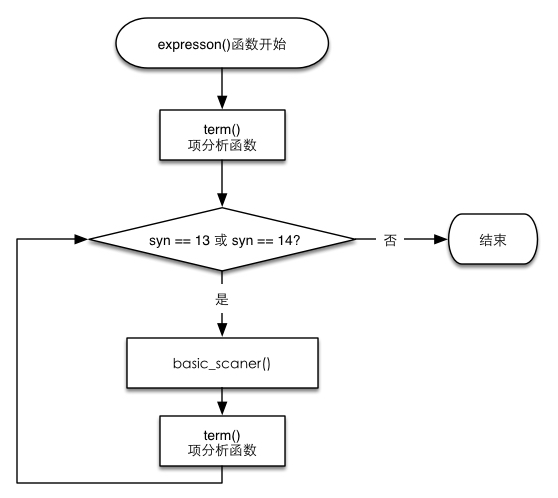 expresson()函数开始
term()
项分析函数
syn == 13 或 syn == 14?
否
结束
是
basic_scaner()
term()
项分析函数